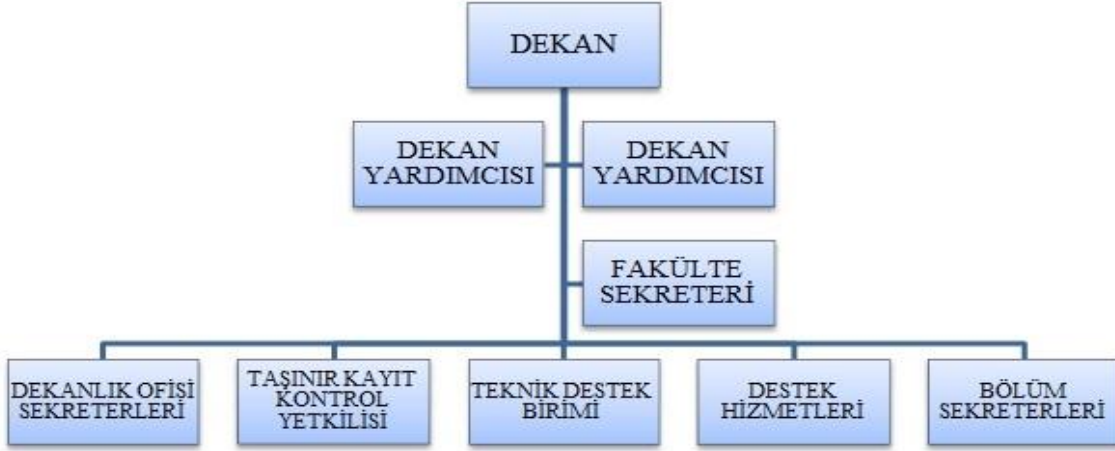 DEKAN
DEKAN
YARDIMCISI
DEKAN
YARDIMCISI
FAKÜLTE
SEKRETERİ
DEKANLIK OFİSİ
SEKRETERLERİ
TAŞINIR KAYIT
KONTROL
YETKİLİSİ
TEKNİK DESTEK
BİRİMİ
DESTEK
HİZMETLERİ
BÖLÜM
SEKRETERLERİ